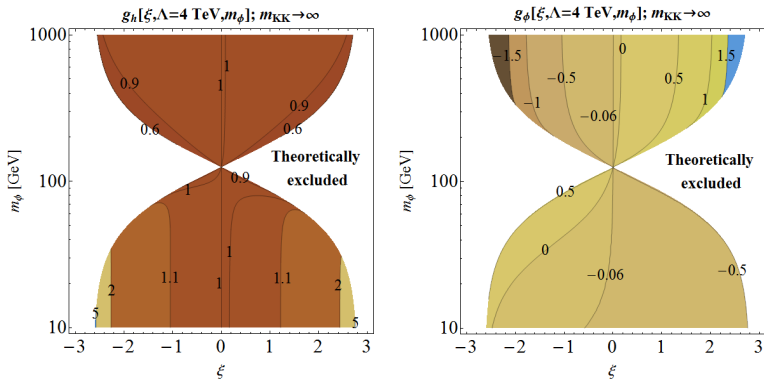 g_h[ξ,Λ=4 TeV,m_ϕ]; m_KK→∞
1000
1
0.9
1
0.9
0.6
0.6
Theoretically
excluded
m_ϕ [GeV]
100
1
0.9
1
1.1
1
1.1
2
2
5
5
10
−3 −2 −1 0 1 2 3
ξ
g_ϕ[ξ,Λ=4 TeV,m_ϕ]; m_KK→∞
1000
0
−1.5
1.5
−0.5
0.5
−1
1
−0.06
Theoretically
excluded
m_ϕ [GeV]
100
0.5
0
−0.06
−0.5
10
−3 −2 −1 0 1 2 3
ξ